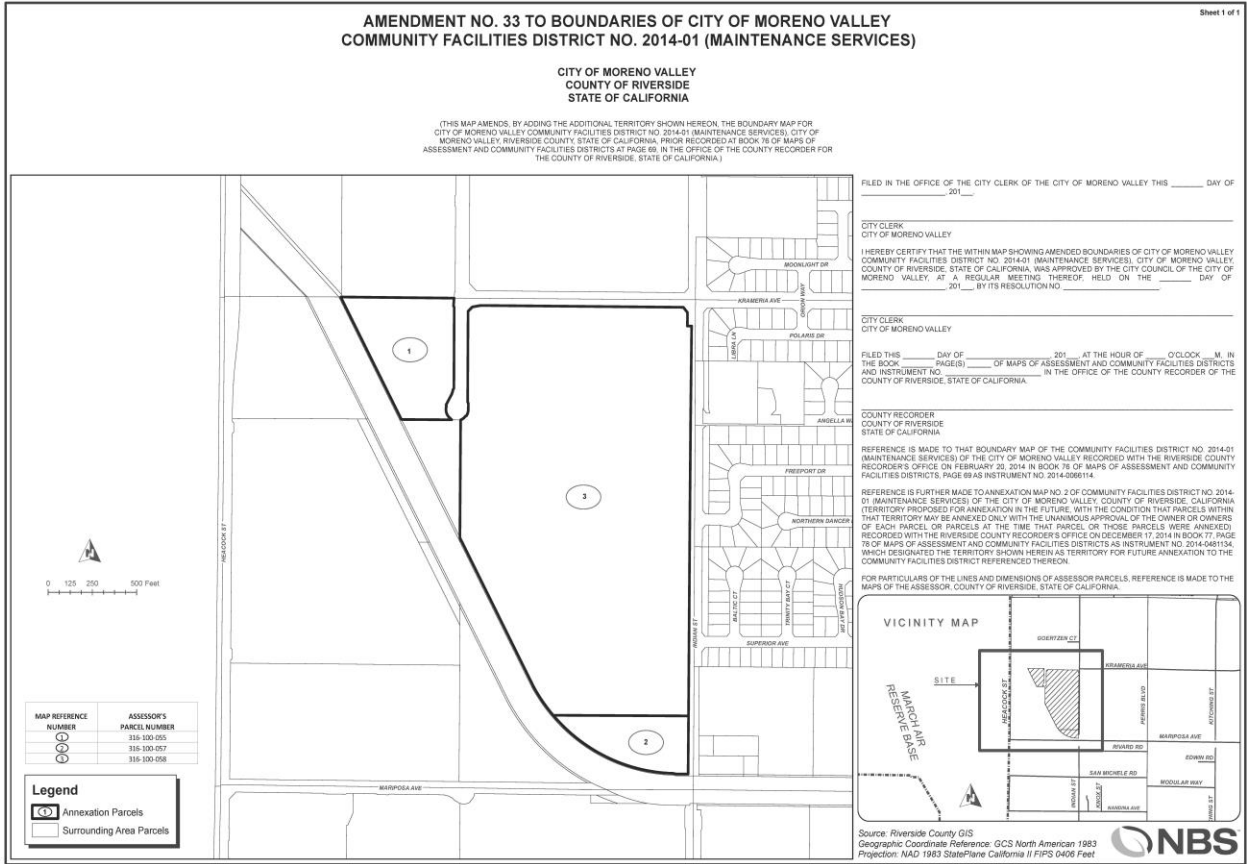 Sheet 1 of 1
AMENDMENT NO. 33 TO BOUNDARIES OF CITY OF MORENO VALLEY
COMMUNITY FACILITIES DISTRICT NO. 2014-01 (MAINTENANCE SERVICES)
CITY OF MORENO VALLEY
COUNTY OF RIVERSIDE
STATE OF CALIFORNIA
(THIS MAP AMENDS, BY ADDING THE ADDITIONAL TERRITORY SHOWN HEREON, THE BOUNDARY MAP FOR
CITY OF MORENO VALLEY COMMUNITY FACILITIES DISTRICT NO. 2014-01 (MAINTENANCE SERVICES), CITY OF
MORENO VALLEY, RIVERSIDE COUNTY, STATE OF CALIFORNIA, PRIOR RECORDED AT BOOK 76 OF MAPS OF
ASSESSMENT AND COMMUNITY FACILITIES DISTRICTS AT PAGE 69, IN THE OFFICE OF THE COUNTY RECORDER FOR
THE COUNTY OF RIVERSIDE, STATE OF CALIFORNIA.)
MOONLIGHT DR
KRAMERIA AVE
ORION WAY
LIBRA LN
POLARIS DR
1
ANGELLA
FREEPORT DR
3
NORTHERN DANCER
HEACOCK ST
0 125 250 500 Feet
BALTIC CT
TRINITY BAY CT
HUDSON BAY DR
INDIAN ST
SUPERIOR AVE
2
MARIPOSA AVE
MAP REFERENCE NUMBER ASSESSOR'S PARCEL NUMBER
1 316-100-055
2 316-100-057
3 316-100-058
Legend
1 Annexation Parcels
Surrounding Area Parcels
FILED IN THE OFFICE OF THE CITY CLERK OF THE CITY OF MORENO VALLEY THIS _______ DAY OF
__________________, 201___.
CITY CLERK
CITY OF MORENO VALLEY
I HEREBY CERTIFY THAT THE WITHIN MAP SHOWING AMENDED BOUNDARIES OF CITY OF MORENO VALLEY
COMMUNITY FACILITIES DISTRICT NO. 2014-01 (MAINTENANCE SERVICES), CITY OF MORENO VALLEY,
COUNTY OF RIVERSIDE, STATE OF CALIFORNIA, WAS APPROVED BY THE CITY COUNCIL OF THE CITY OF
MORENO VALLEY, AT A REGULAR MEETING THEREOF, HELD ON THE _______ DAY OF
__________________, 201___, BY ITS RESOLUTION NO. __________________.
CITY CLERK
CITY OF MORENO VALLEY
FILED THIS _______ DAY OF __________________, 201___, AT THE HOUR OF _____ O'CLOCK ___M, IN
THE BOOK _______ PAGE(S) _____ OF MAPS OF ASSESSMENT AND COMMUNITY FACILITIES DISTRICTS
AND INSTRUMENT NO. __________________ IN THE OFFICE OF THE COUNTY RECORDER OF THE
COUNTY OF RIVERSIDE, STATE OF CALIFORNIA.
COUNTY RECORDER
COUNTY OF RIVERSIDE
STATE OF CALIFORNIA
REFERENCE IS MADE TO THAT BOUNDARY MAP OF THE COMMUNITY FACILITIES DISTRICT NO. 2014-01
(MAINTENANCE SERVICES) OF THE CITY OF MORENO VALLEY RECORDED WITH THE RIVERSIDE COUNTY
RECORDER'S OFFICE ON FEBRUARY 20, 2014 IN BOOK 76 OF MAPS OF ASSESSMENT AND COMMUNITY
FACILITIES DISTRICTS, PAGE 69 AS INSTRUMENT NO. 2014-0066114.
REFERENCE IS FURTHER MADE TO ANNEXATION MAP NO. 2 OF COMMUNITY FACILITIES DISTRICT NO. 2014-
01 (MAINTENANCE SERVICES) OF THE CITY OF MORENO VALLEY, COUNTY OF RIVERSIDE, CALIFORNIA
(TERRITORY PROPOSED FOR ANNEXATION IN THE FUTURE, WITH THE CONDITION THAT PARCELS WITHIN
THAT TERRITORY MAY BE ANNEXED ONLY WITH THE UNANIMOUS APPROVAL OF THE OWNER OR OWNERS
OF EACH PARCEL OR PARCELS AT THE TIME THAT PARCEL OR THOSE PARCELS WERE ANNEXED)
RECORDED WITH THE RIVERSIDE COUNTY RECORDER'S OFFICE ON DECEMBER 17, 2014 IN BOOK 77, PAGE
78 OF MAPS OF ASSESSMENT AND COMMUNITY FACILITIES DISTRICTS AS INSTRUMENT NO. 2014-0481134,
WHICH DESIGNATED THE TERRITORY SHOWN HEREIN AS TERRITORY FOR FUTURE ANNEXATION TO THE
COMMUNITY FACILITIES DISTRICT REFERENCED THEREON.
FOR PARTICULARS OF THE LINES AND DIMENSIONS OF ASSESSOR PARCELS, REFERENCE IS MADE TO THE
MAPS OF THE ASSESSOR, COUNTY OF RIVERSIDE, STATE OF CALIFORNIA.
VICINITY MAP
GOERTZEN CT
KRAMERIA AVE
SITE
HEACOCK ST
MARCH AIR
RESERVE BASE
PERRIS BLVD
KITCHING ST
MARIPOSA AVE
RIVARD RD
EDWIN RD
SAN MICHELE RD
MODULAR WAY
INDIAN ST
KNOX ST
NANDINA AVE
Source: Riverside County GIS
Geographic Coordinate Reference: GCS North American 1983
Projection: NAD 1983 StatePlane California II FIPS 0406 Feet
NBS